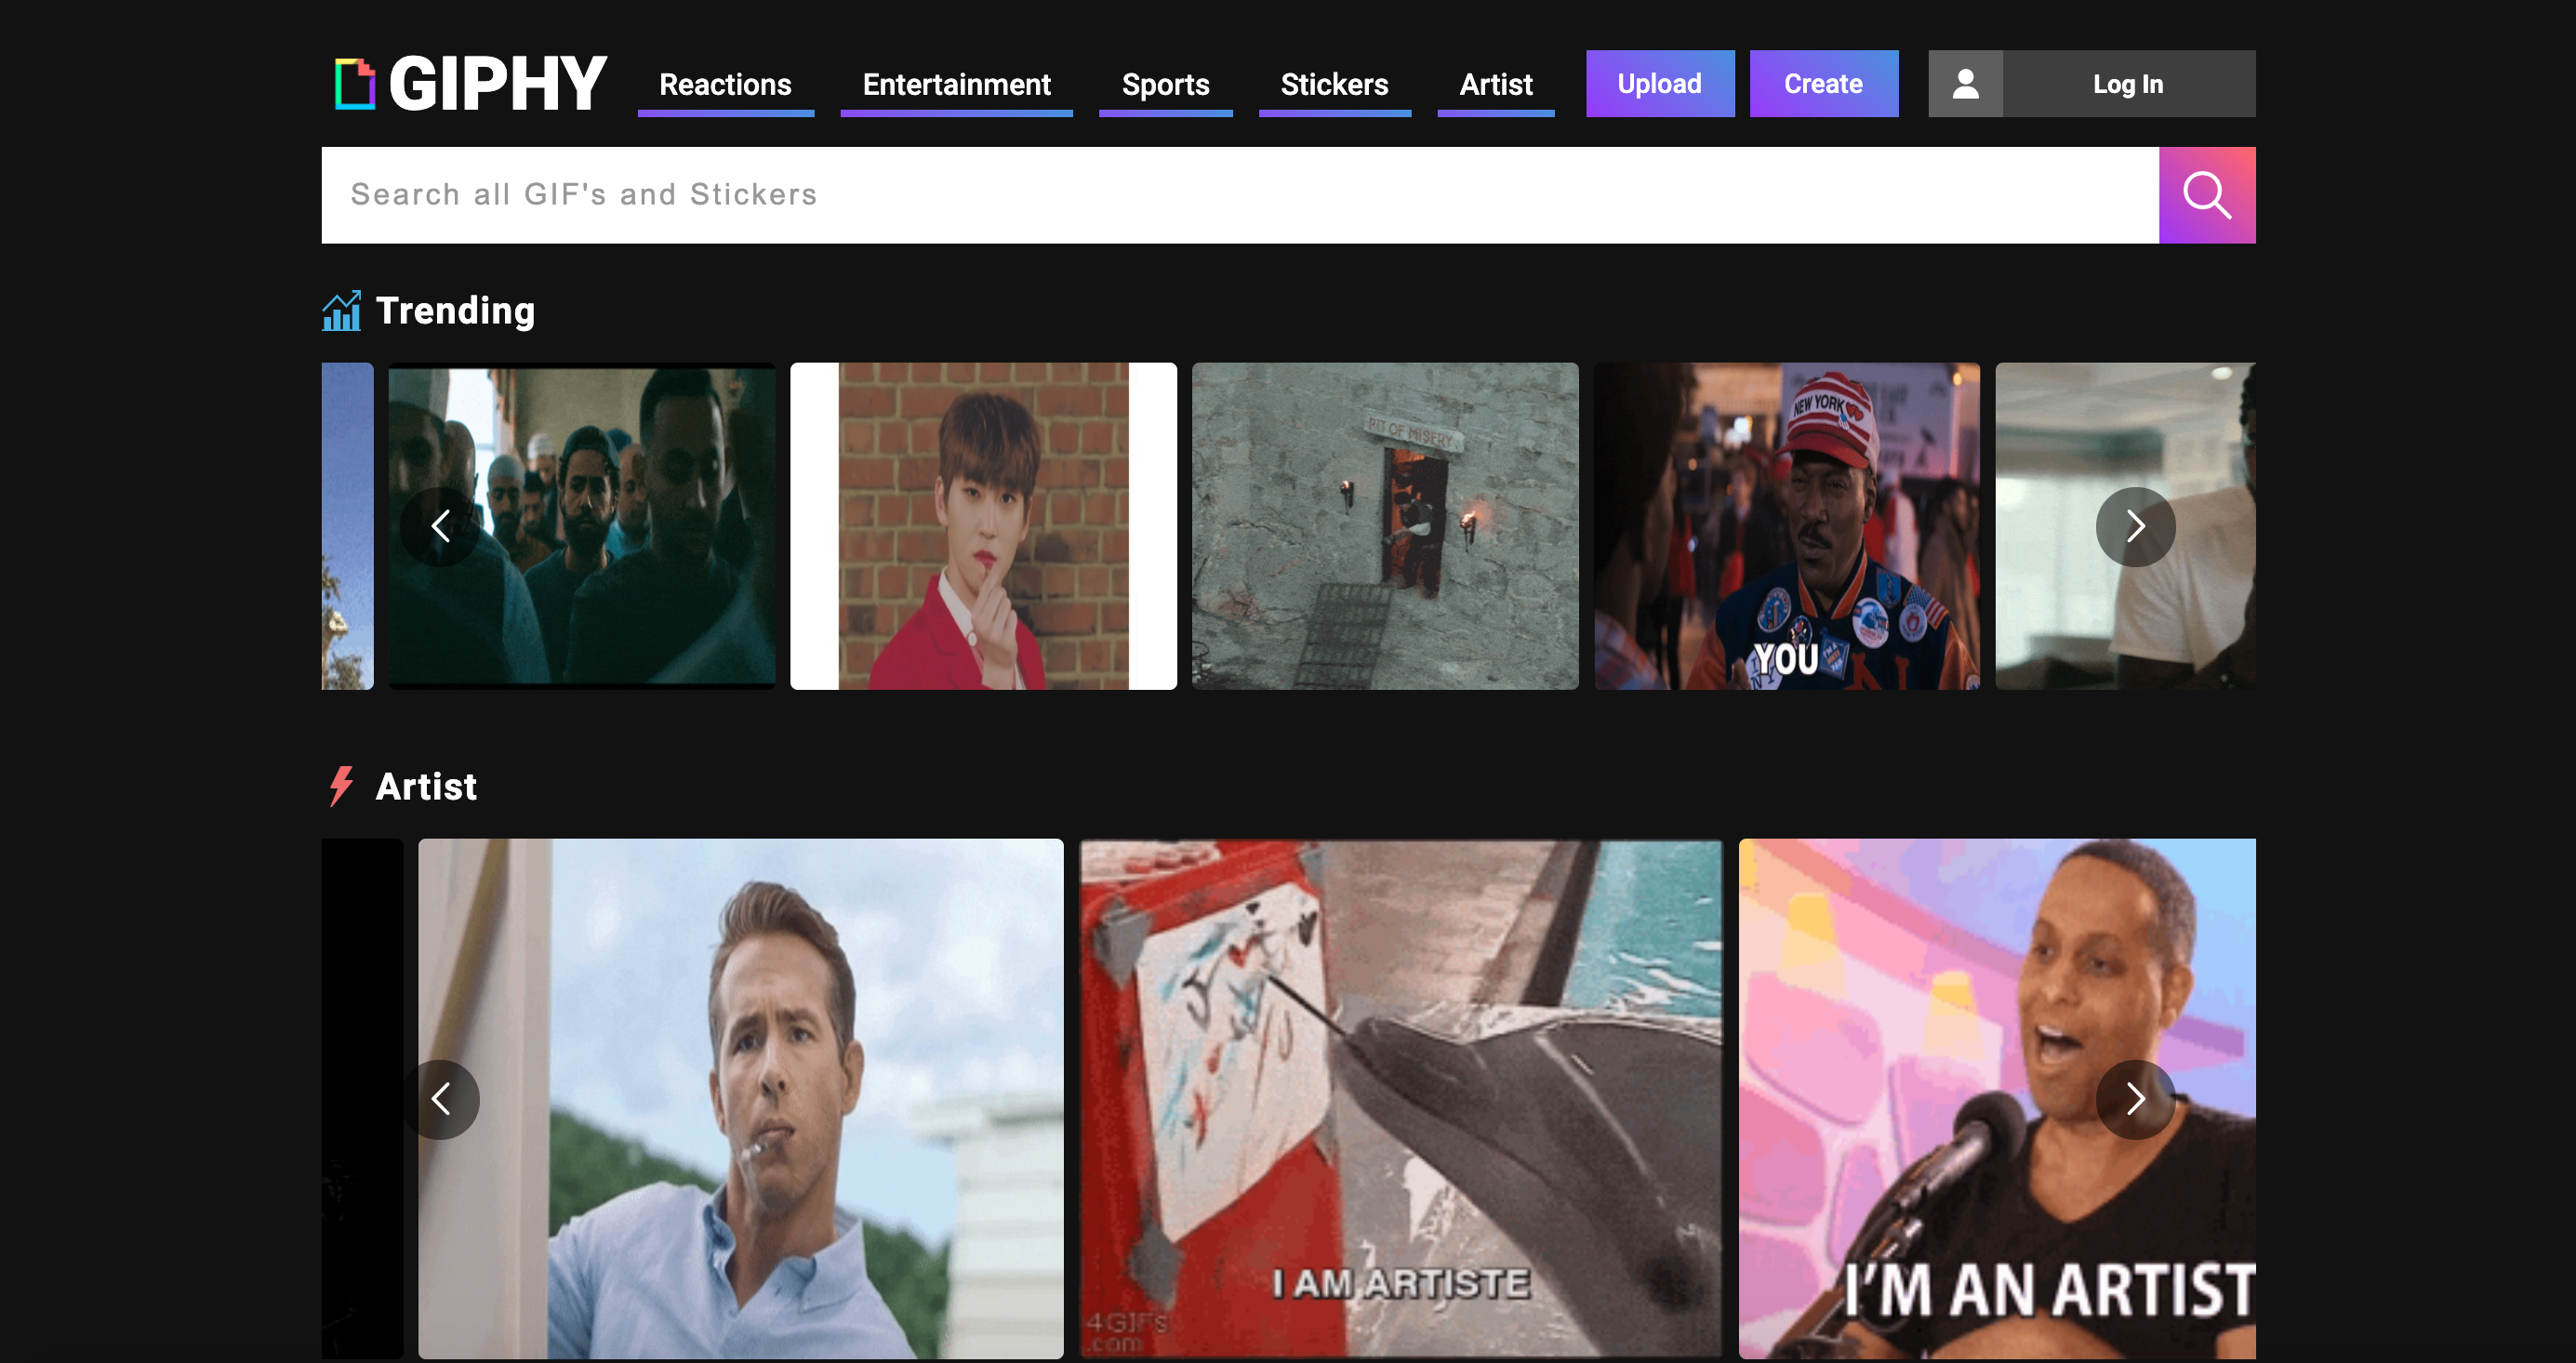 GIPHY
Reactions
Entertainment
Sports
Stickers
Artist
Upload
Create
Log In
Search all GIF's and Stickers
Trending
PIT OF MISERY.
NEW YORK
YOU
Artist
I AM ARTISTE
4GIFs
.com
I'M AN ARTIST